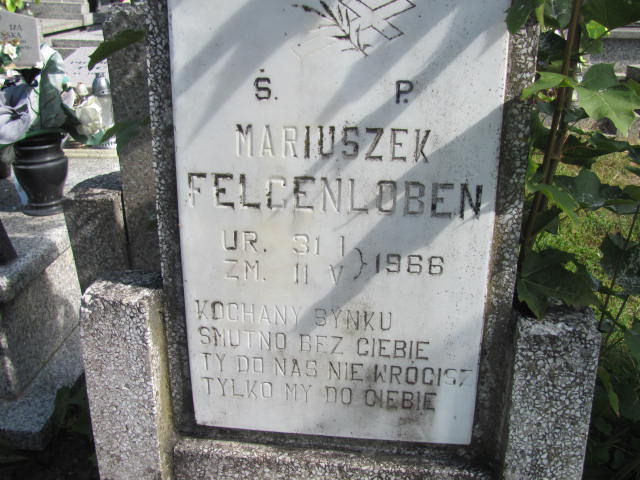 Ś. P.
MARIUSZEK
FELCENLOBEN
UR. 31 I
ZM. 11 V } 1966
KOCHANY SYNKU
SMUTNO BEZ CIEBIE
TY DO NAS NIE WRÓCISZ
TYLKO MY DO CIEBIE